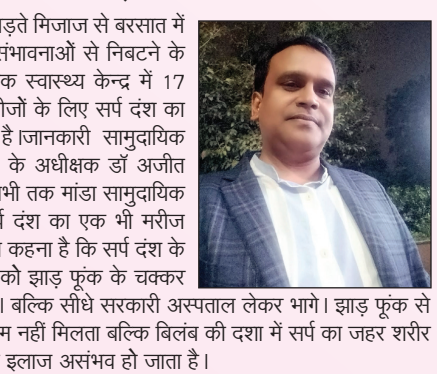 ड़ते मिजाज से बरसात में
संभावनाओं से निबटने के
क स्वास्थ्य केन्द्र में 17
ीजों के लिए सर्प दंश का
है।जानकारी सामुदायिक
के अधीक्षक डॉ अजीत
भी तक मांडा सामुदायिक
दंश का एक भी मरीज
कहना है कि सर्प दंश के
को झाड़ फूंक के चक्कर
। बल्कि सीधे सरकारी अस्पताल लेकर भागे। झाड़ फूंक से
म नहीं मिलता बल्कि बिलंब की दशा में सर्प का जहर शरीर
इलाज असंभव हो जाता है।